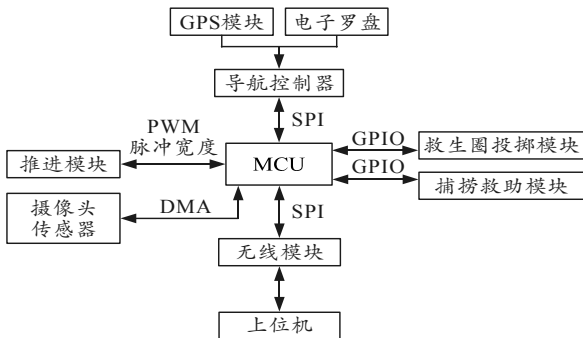 GPS模块
电子罗盘
导航控制器
SPI
PWM
脉冲宽度
GPIO
推进模块
MCU
救生圈投掷模块
GPIO
捕捞救助模块
摄像头
传感器
DMA
SPI
无线模块
上位机